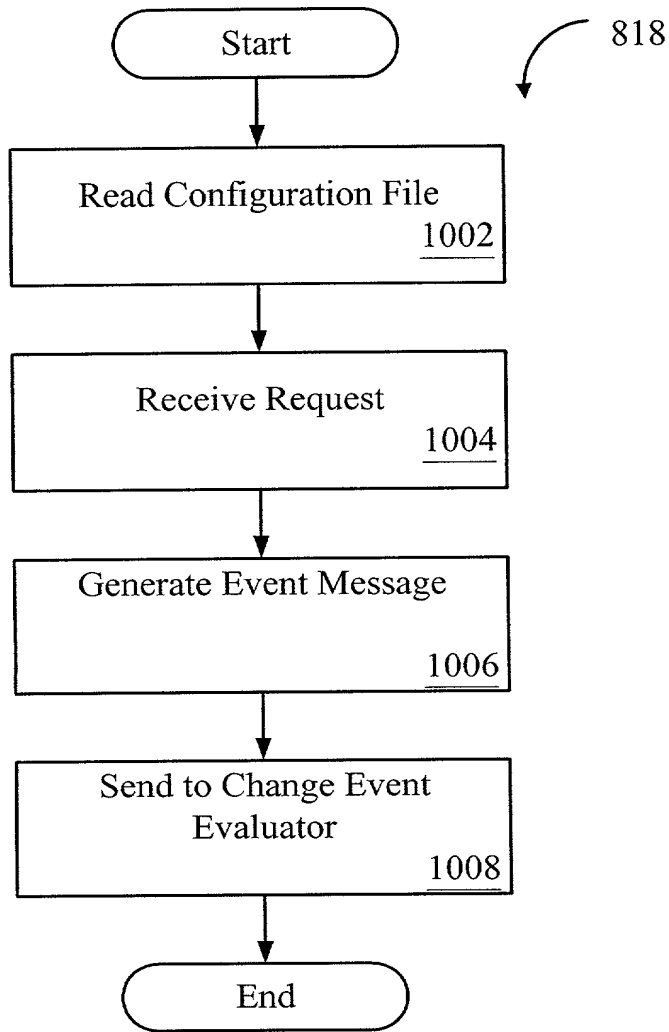 Start
818
Read Configuration File
1002
Receive Request
1004
Generate Event Message
1006
Send to Change Event
Evaluator
1008
End